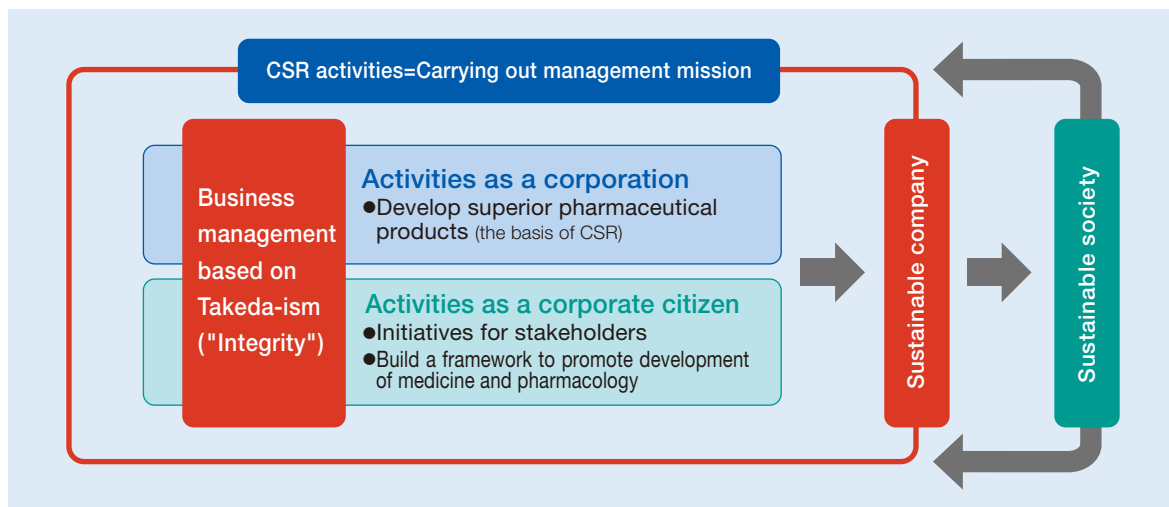 CSR activities=Carrying out management mission
Business
management
based on
Takeda-ism
("Integrity")
Activities as a corporation
●Develop superior pharmaceutical
products (the basis of CSR)
Activities as a corporate citizen
●Initiatives for stakeholders
●Build a framework to promote development
of medicine and pharmacology
Sustainable company
Sustainable society